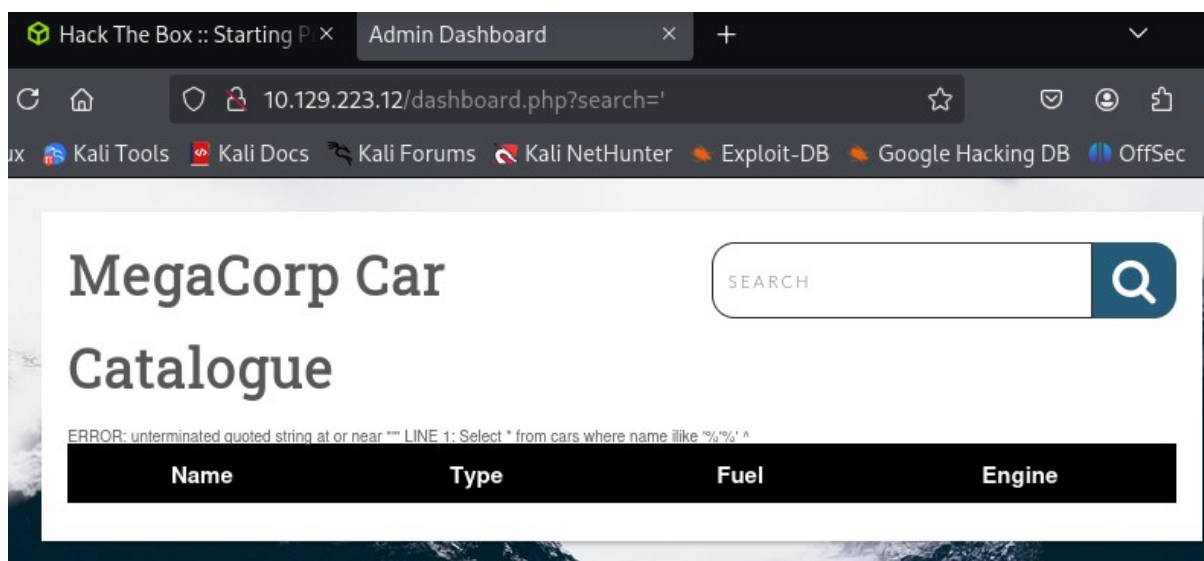 Hack The Box :: Starting P
Admin Dashboard
10.129.223.12/dashboard.php?search='
ux Kali Tools Kali Docs Kali Forums Kali NetHunter Exploit-DB Google Hacking DB OffSec
MegaCorp Car
Catalogue
SEARCH
ERROR: unterminated quoted string at or near "'" LINE 1: Select * from cars where name ilike '%'%' ^
Name Type Fuel Engine